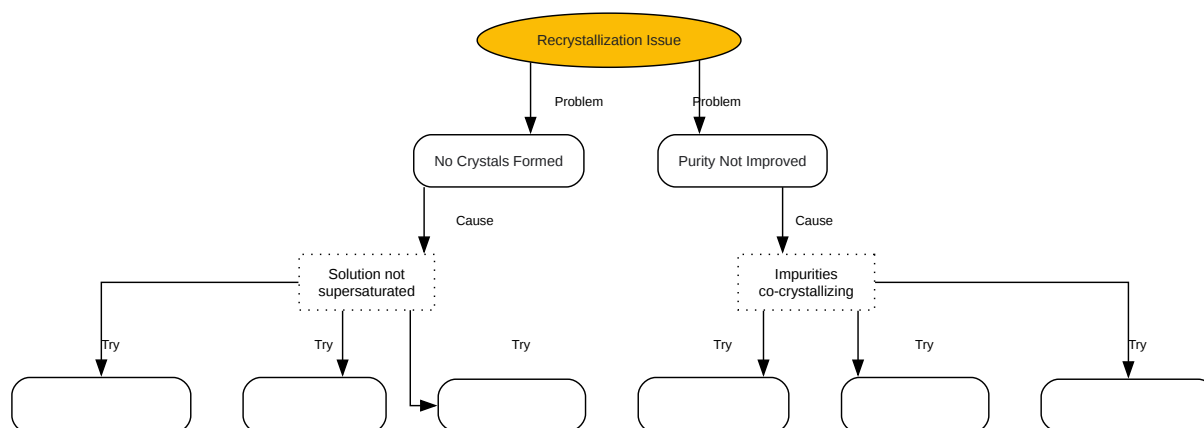 Recrystallization Issue
Problem
Problem
No Crystals Formed
Purity Not Improved
Cause
Cause
Solution not
supersaturated
Impurities
co-crystallizing
Try
Try
Try
Try
Try
Try